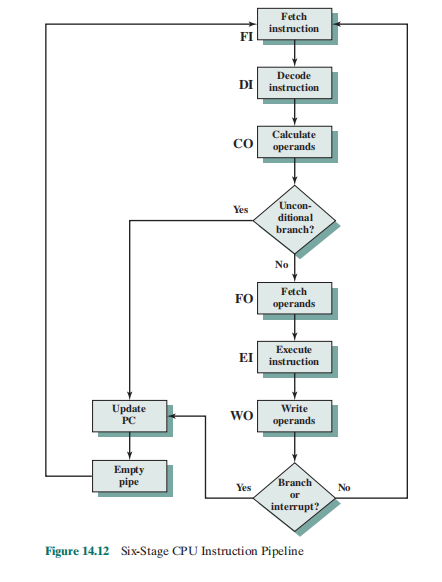 Fetch
instruction
FI
Decode
DI
instruction
Calculate
CO
operands
Uncon-
Yes
ditional
branch?
No
Fetch
FO
operands
Execute
EI
instruction
Update
PC
Write
WO
operands
Empty
pipe
Yes
Branch
or
interrupt?
No
Figure 14.12 Six-Stage CPU Instruction Pipeline